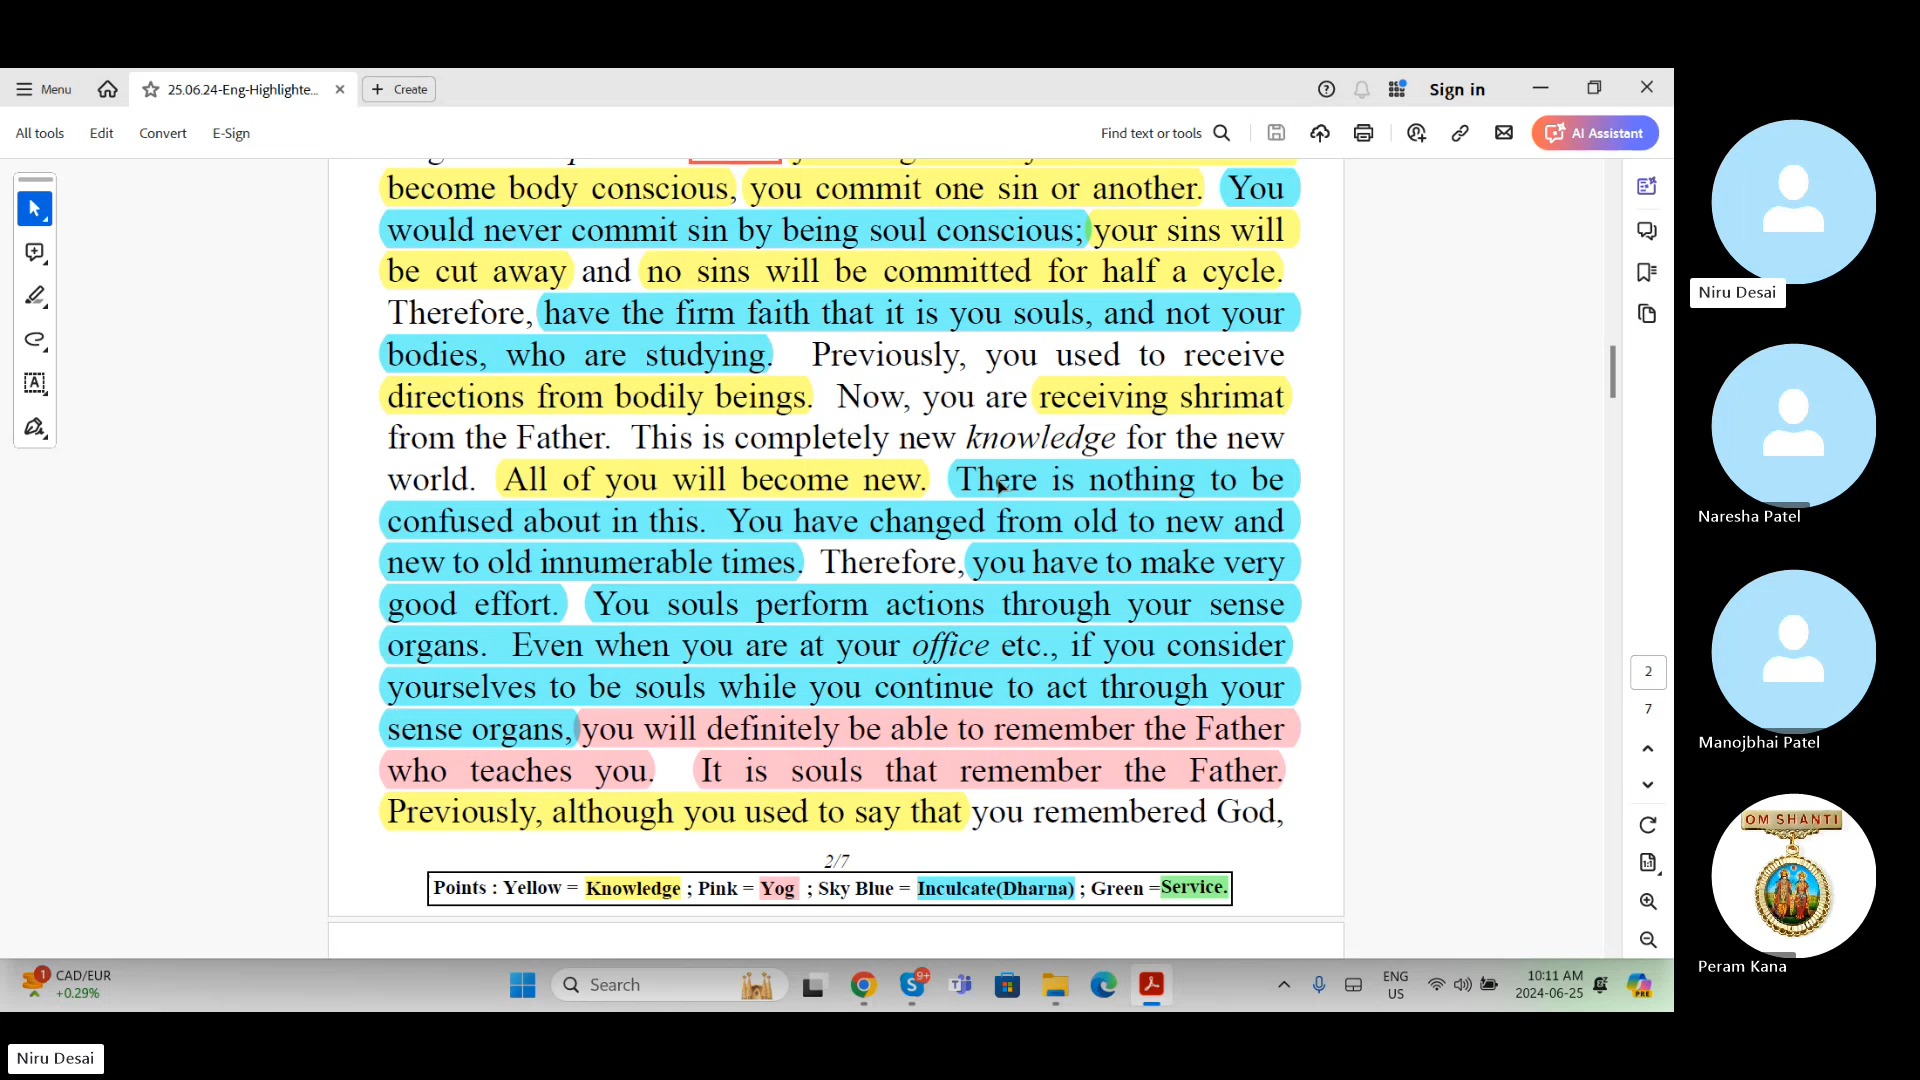 Menu
25.06.24-Eng-Highlighte...
Create
Sign in
All tools
Edit
Convert
E-Sign
Find text or tools
AI Assistant
become body conscious, you commit one sin or another. You
would never commit sin by being soul conscious; your sins will
be cut away and no sins will be committed for half a cycle.
Therefore, have the firm faith that it is you souls, and not your
bodies, who are studying. Previously, you used to receive
directions from bodily beings. Now, you are receiving shrimat
from the Father. This is completely new knowledge for the new
world. All of you will become new. There is nothing to be
confused about in this. You have changed from old to new and
new to old innumerable times. Therefore, you have to make very
good effort. You souls perform actions through your sense
organs. Even when you are at your office etc., if you consider
yourselves to be souls while you continue to act through your
sense organs, you will definitely be able to remember the Father
who teaches you. It is souls that remember the Father.
Previously, although you used to say that you remembered God,
2/7
Points : Yellow = Knowledge ; Pink = Yog ; Sky Blue = Inculcate(Dharna) ; Green =Service.
2
7
Niru Desai
Naresha Patel
Manojbhai Patel
OM SHANTI
Peram Kana
1
CAD/EUR
+0.29%
Search
9+
ENG
US
10:11 AM
2024-06-25
PRE
Niru Desai